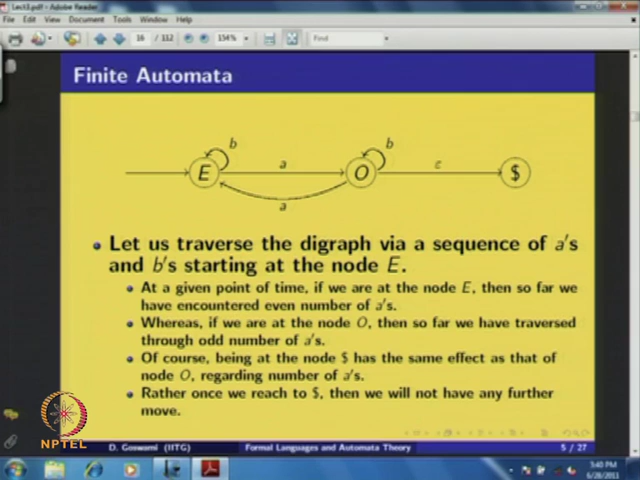 Lect3.pdf - Adobe Reader
File Edit View Document Tools Window Help
16 / 112 154% Find
Finite Automata
b b
E a O ε $
a
Let us traverse the digraph via a sequence of a's
and b's starting at the node E.
At a given point of time, if we are at the node E, then so far we
have encountered even number of a's.
Whereas, if we are at the node O, then so far we have traversed
through odd number of a's.
Of course, being at the node $ has the same effect as that of
node O, regarding number of a's.
Rather once we reach to $, then we will not have any further
move.
NPTEL
D. Goswami (IITG) Formal Languages and Automata Theory 5 / 27
3:40 PM
6/28/2011